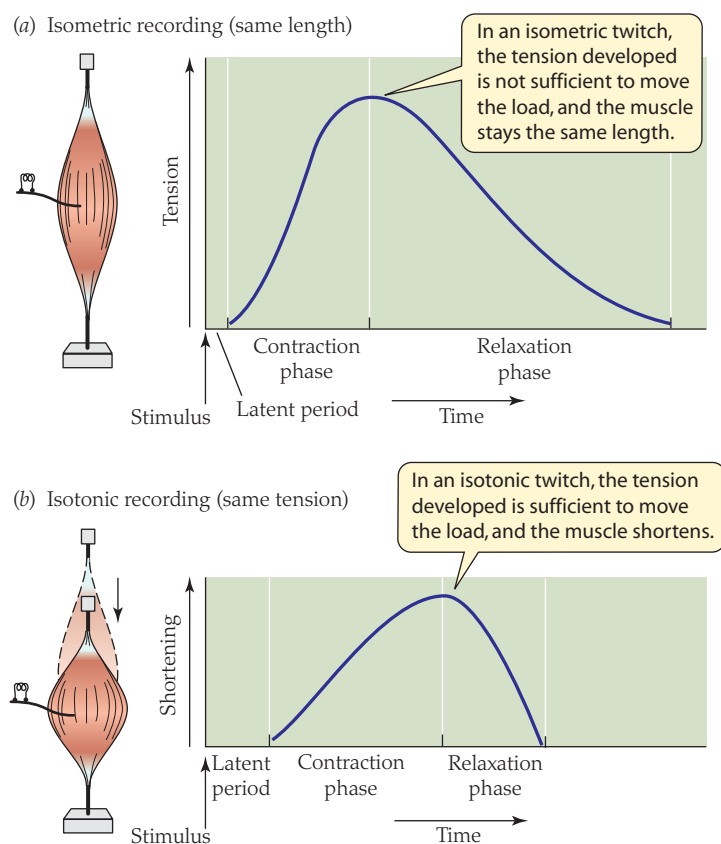 (a) Isometric recording (same length)
In an isometric twitch,
the tension developed
is not sufficient to move
the load, and the muscle
stays the same length.
Tension
Contraction
phase
Relaxation
phase
Stimulus
Latent period
Time
(b) Isotonic recording (same tension)
In an isotonic twitch, the tension
developed is sufficient to move
the load, and the muscle shortens.
Shortening
Latent
period
Contraction
phase
Relaxation
phase
Stimulus
Time